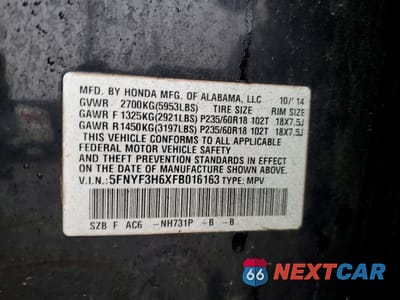 MFD. BY HONDA MFG. OF ALABAMA, LLC 10/'14
GVWR 2700KG(5953LBS) TIRE SIZE RIM SIZE
GAWR F 1325KG(2921LBS) P235/60R18 102T 18X7.5J
GAWR R1450KG(3197LBS) P235/60R18 102T 18X7.5J
THIS VEHICLE CONFORMS TO ALL APPLICABLE
FEDERAL MOTOR VEHICLE SAFETY AND
THEFT PREVENTION STANDARDS IN EFFECT ON
THE DATE OF MANUFACTURE SHOWN ABOVE.
V.I.N.: 5FNYF3H6XFB016163 TYPE: MPV
SZB F AC6 -NH731P -B -B
66 NEXTCAR